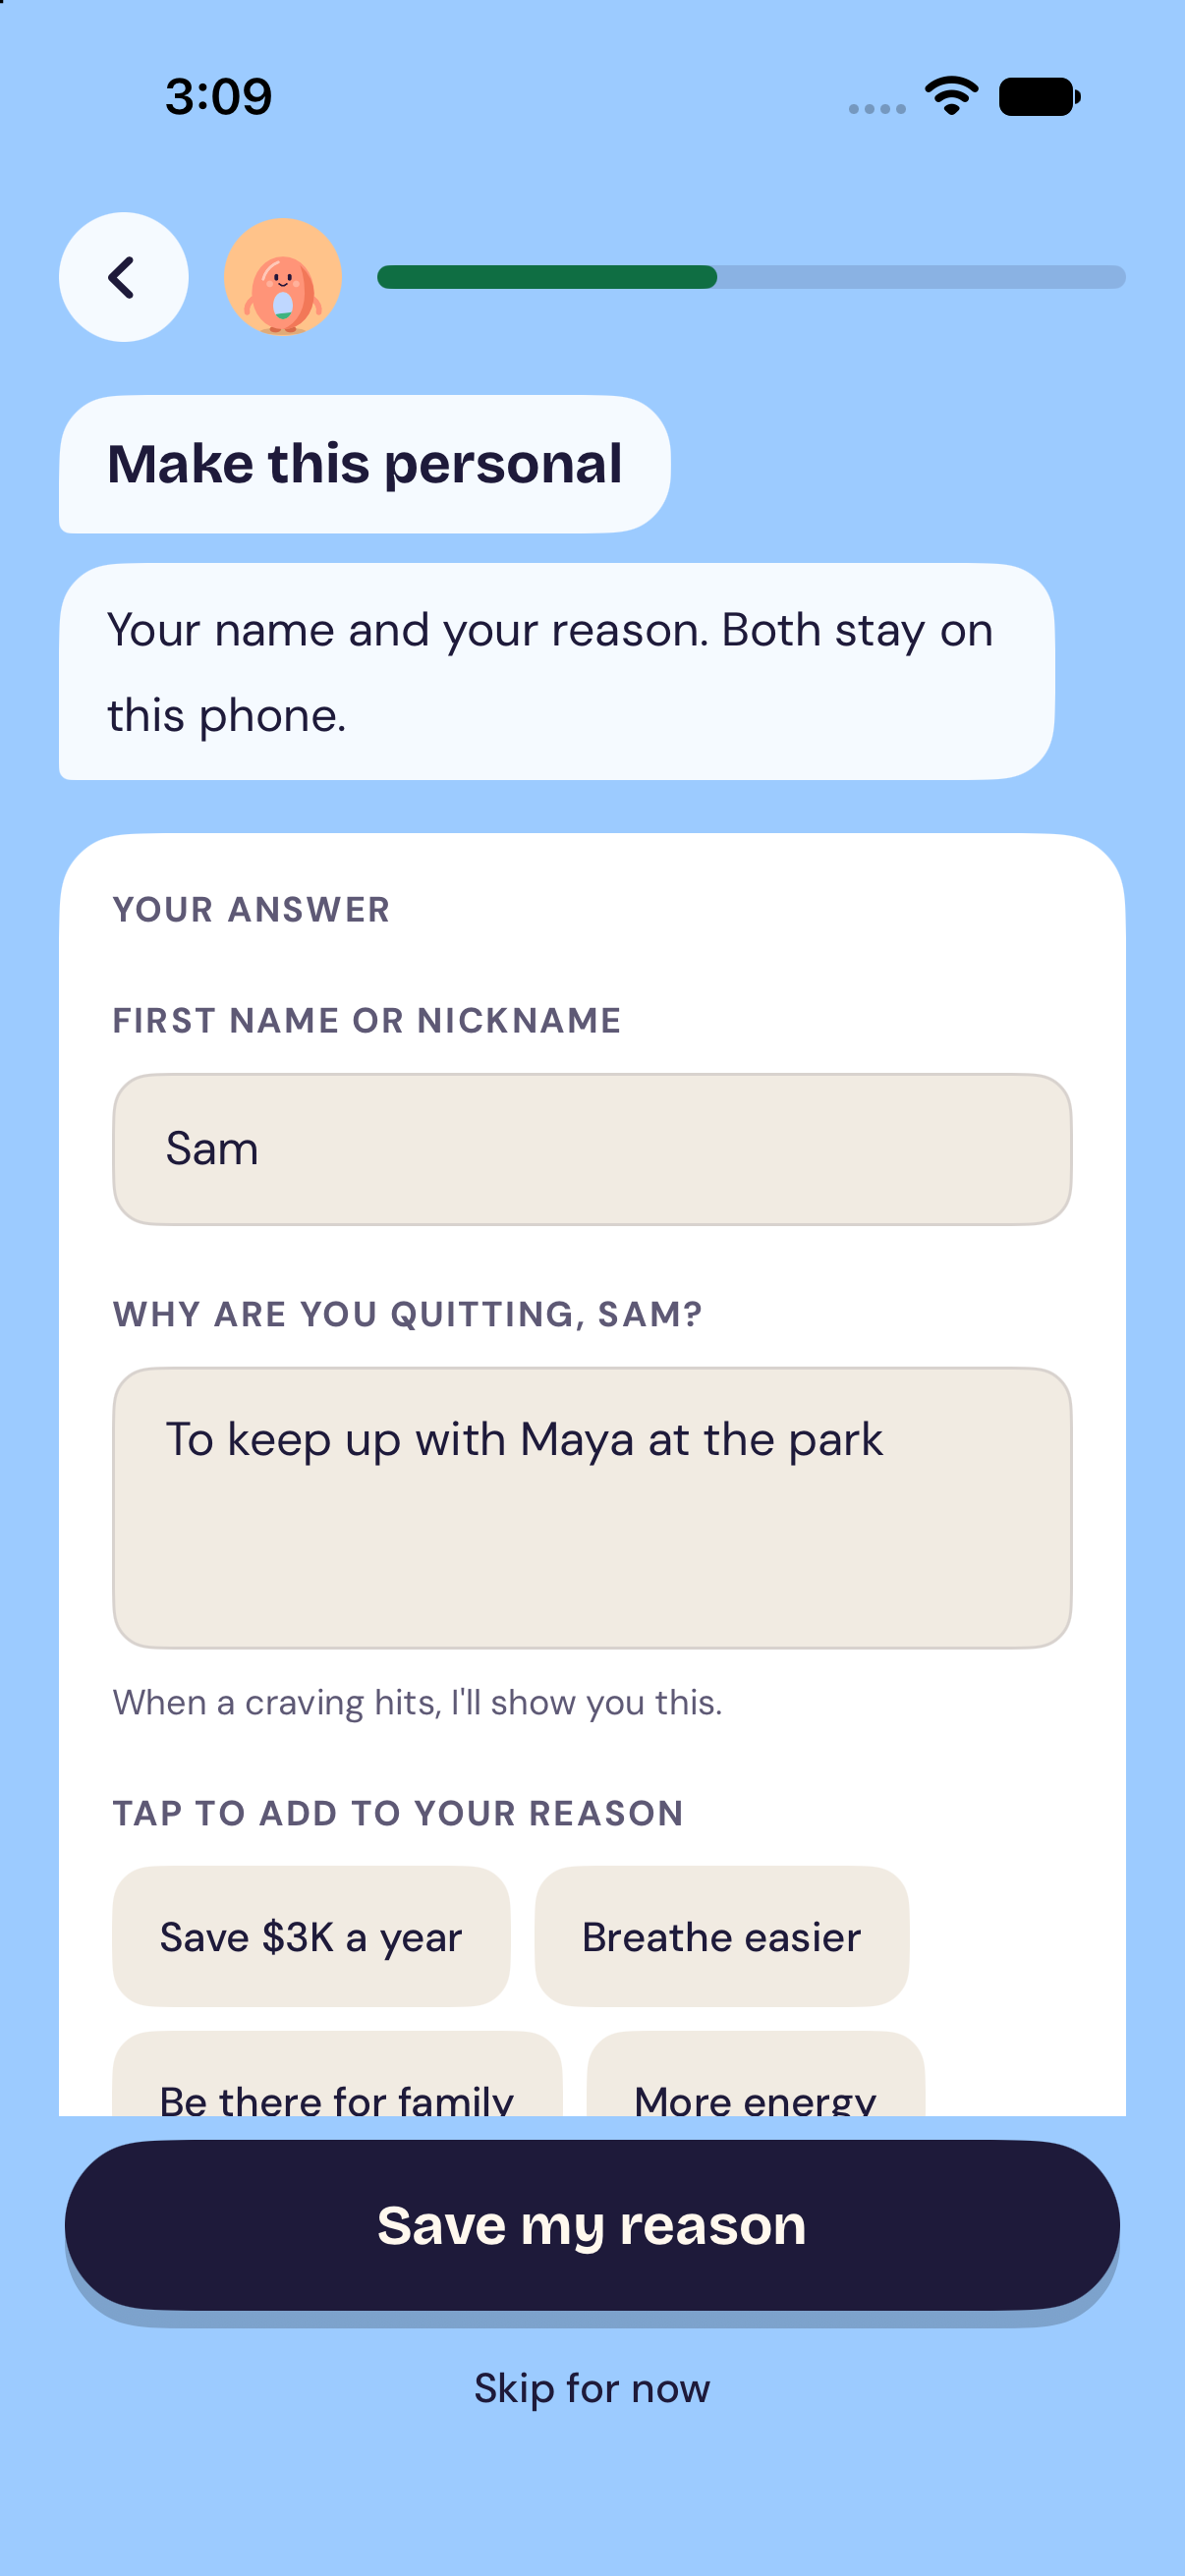 3:09
Make this personal
Your name and your reason. Both stay on
this phone.
YOUR ANSWER
FIRST NAME OR NICKNAME
Sam
WHY ARE YOU QUITTING, SAM?
To keep up with Maya at the park
When a craving hits, I'll show you this.
TAP TO ADD TO YOUR REASON
Save $3K a year
Breathe easier
Be there for family
More energy
Save my reason
Skip for now